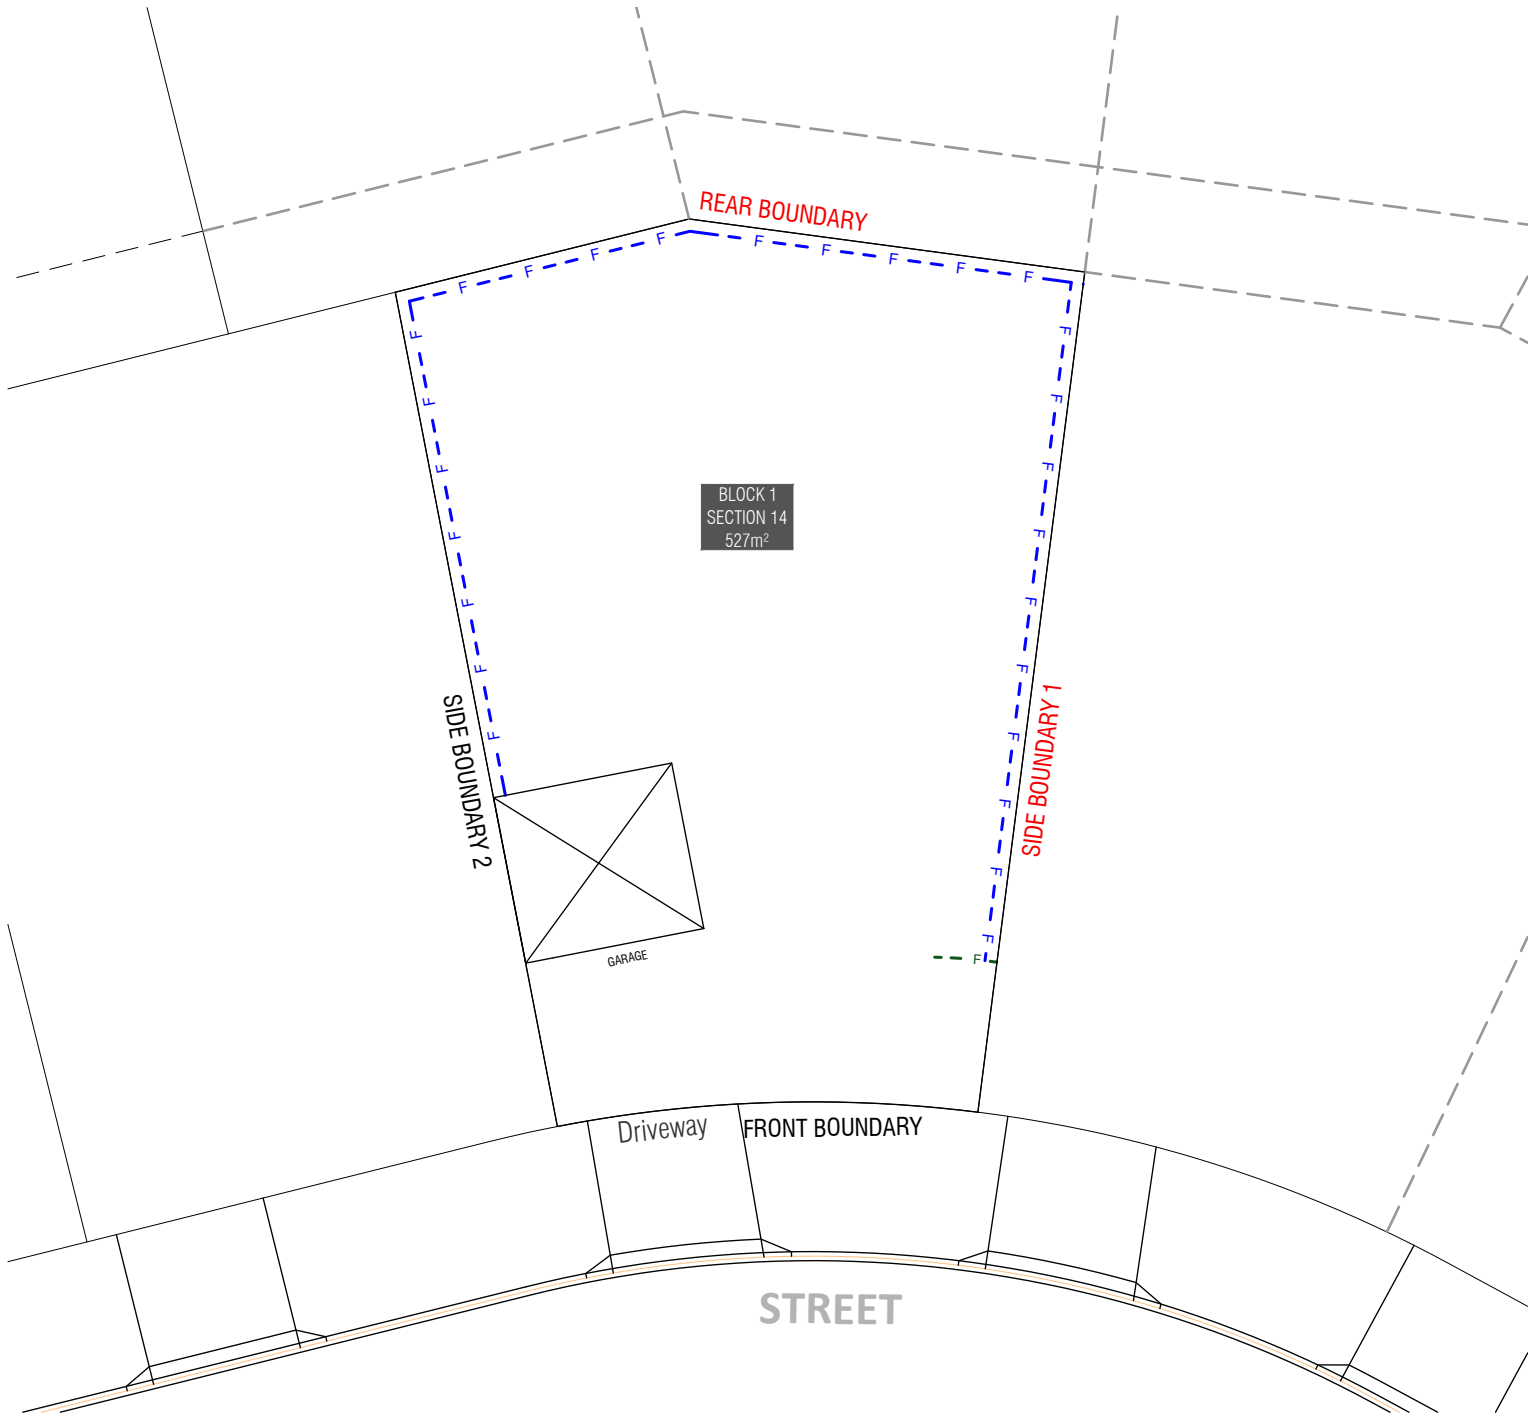 REAR BOUNDARY
F F F F F F F F F
F F F F F F F
F F F F F F F F F F
BLOCK 1
SECTION 14
527m²
SIDE BOUNDARY 2
SIDE BOUNDARY 1
GARAGE
F
Driveway
FRONT BOUNDARY
STREET